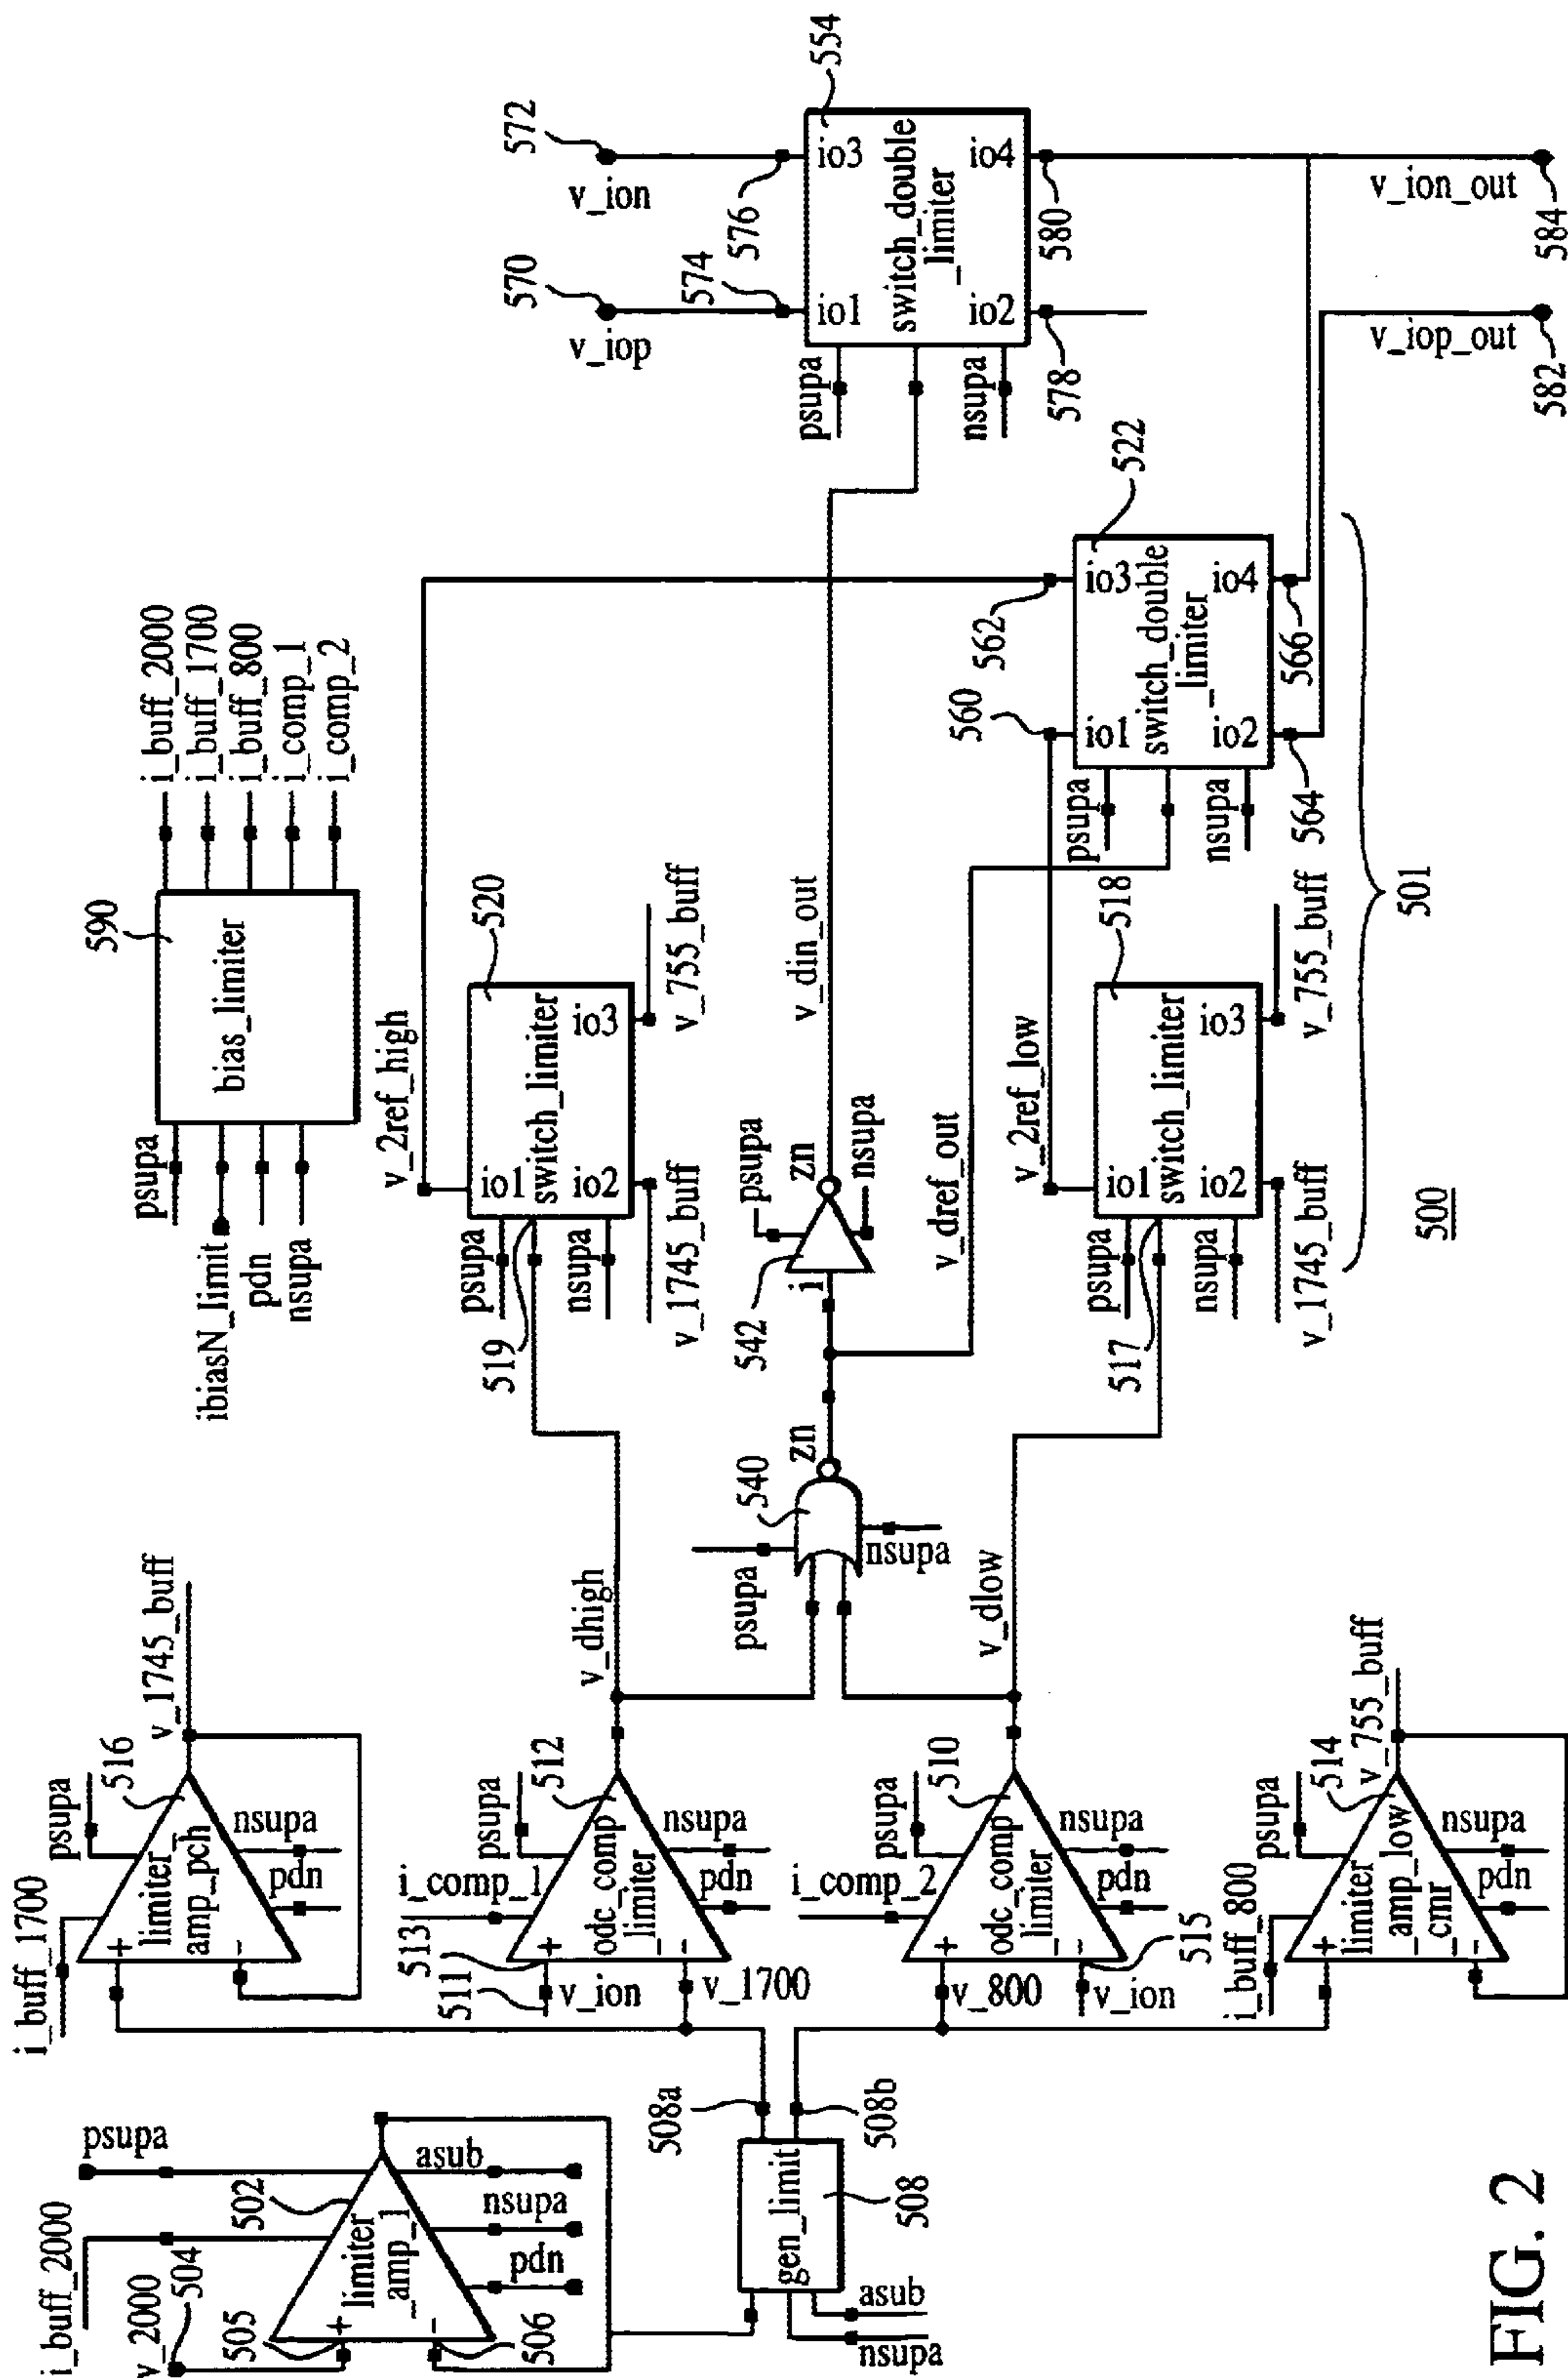 i_buff_2000
v_2000
504
505
506
502
psupa
limiter
_amp_1
+
-
asub
nsupa
pdn
508a
508b
gen_limit
508
asub
nsupa
i_buff_1700
psupa
516
v_1745_buff
+
limiter_
amp_pch
-
nsupa
pdn
i_comp_1
513
511
v_ion
v_1700
psupa
512
+
odc_comp
_limiter
-
nsupa
pdn
v_dhigh
i_comp_2
v_800
v_ion
515
psupa
510
+
odc_comp
_limiter
-
nsupa
pdn
v_dlow
i_buff_800
psupa
514
v_755_buff
+
limiter_
amp_low_
cmr
-
nsupa
pdn
psupa
540
zn
nsupa
i
542
psupa
zn
nsupa
v_din_out
v_dref_out
590
bias_limiter
psupa
ibiasN_limit
pdn
nsupa
i_buff_2000
i_buff_1700
i_buff_800
i_comp_1
i_comp_2
v_2ref_high
520
io1
switch_limiter
io2
io3
psupa
519
nsupa
v_1745_buff
v_755_buff
v_2ref_low
518
io1
switch_limiter
io2
io3
psupa
517
nsupa
v_1745_buff
v_755_buff
560
562
522
io1
io3
switch_double
_limiter
io2
io4
psupa
nsupa
564
566
501
500
570
572
v_iop
v_ion
574
576
554
io1
io3
switch_double
_limiter
io2
io4
psupa
nsupa
578
580
v_iop_out
v_ion_out
582
584
FIG. 2